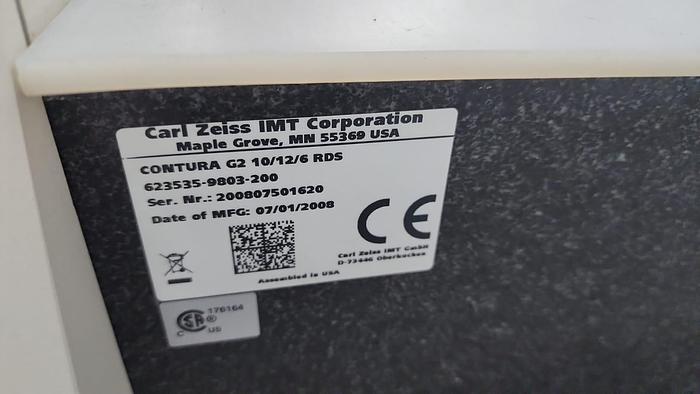 Carl Zeiss IMT Corporation
Maple Grove, MN 55369 USA
CONTURA G2 10/12/6 RDS
623535-9803-200
Ser. Nr.: 200807501620
Date of MFG: 07/01/2008
CE
Carl Zeiss IMT GmbH
D-73446 Oberkochen
Assembled in USA
176164
CSA ®
C US